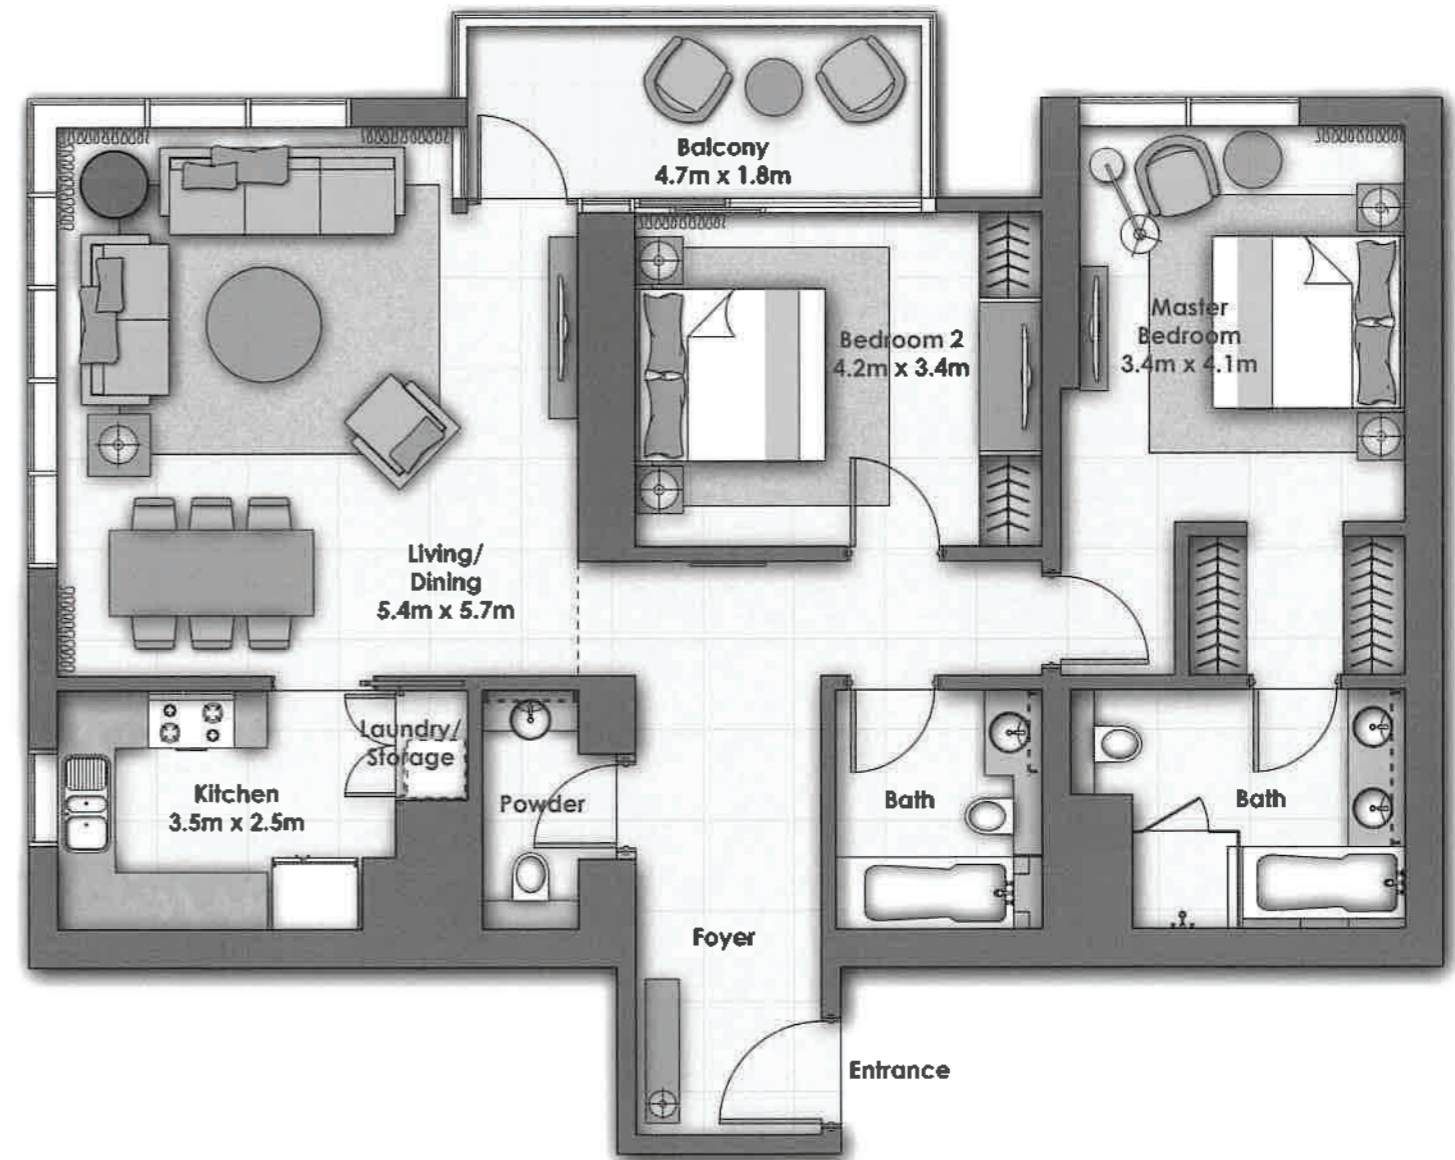 Balcony
4.7m x 1.8m
Master
Bedroom
3.4m x 4.1m
Bedroom 2
4.2m x 3.4m
Living/
Dining
5.4m x 5.7m
Laundry/
Storage
Kitchen
3.5m x 2.5m
Powder
Bath
Bath
Foyer
Entrance